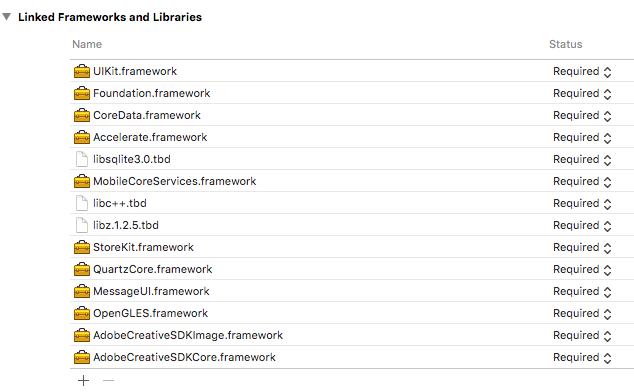 Linked Frameworks and Libraries
Name Status
UIKit.framework Required
Foundation.framework Required
CoreData.framework Required
Accelerate.framework Required
libsqlite3.0.tbd Required
MobileCoreServices.framework Required
libc++.tbd Required
libz.1.2.5.tbd Required
StoreKit.framework Required
QuartzCore.framework Required
MessageUI.framework Required
OpenGLES.framework Required
AdobeCreativeSDKImage.framework Required
AdobeCreativeSDKCore.framework Required